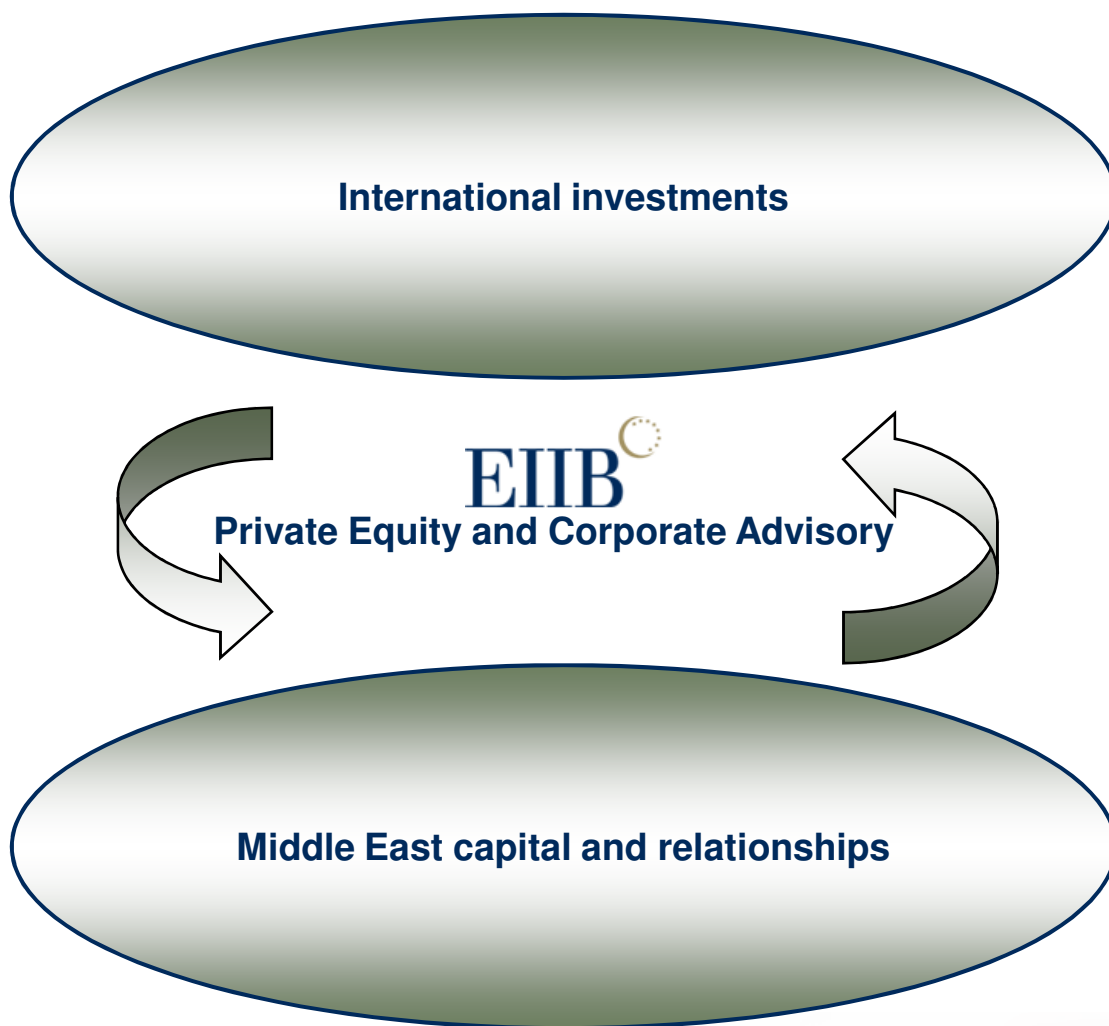 International investments
EIIB
Private Equity and Corporate Advisory
Middle East capital and relationships